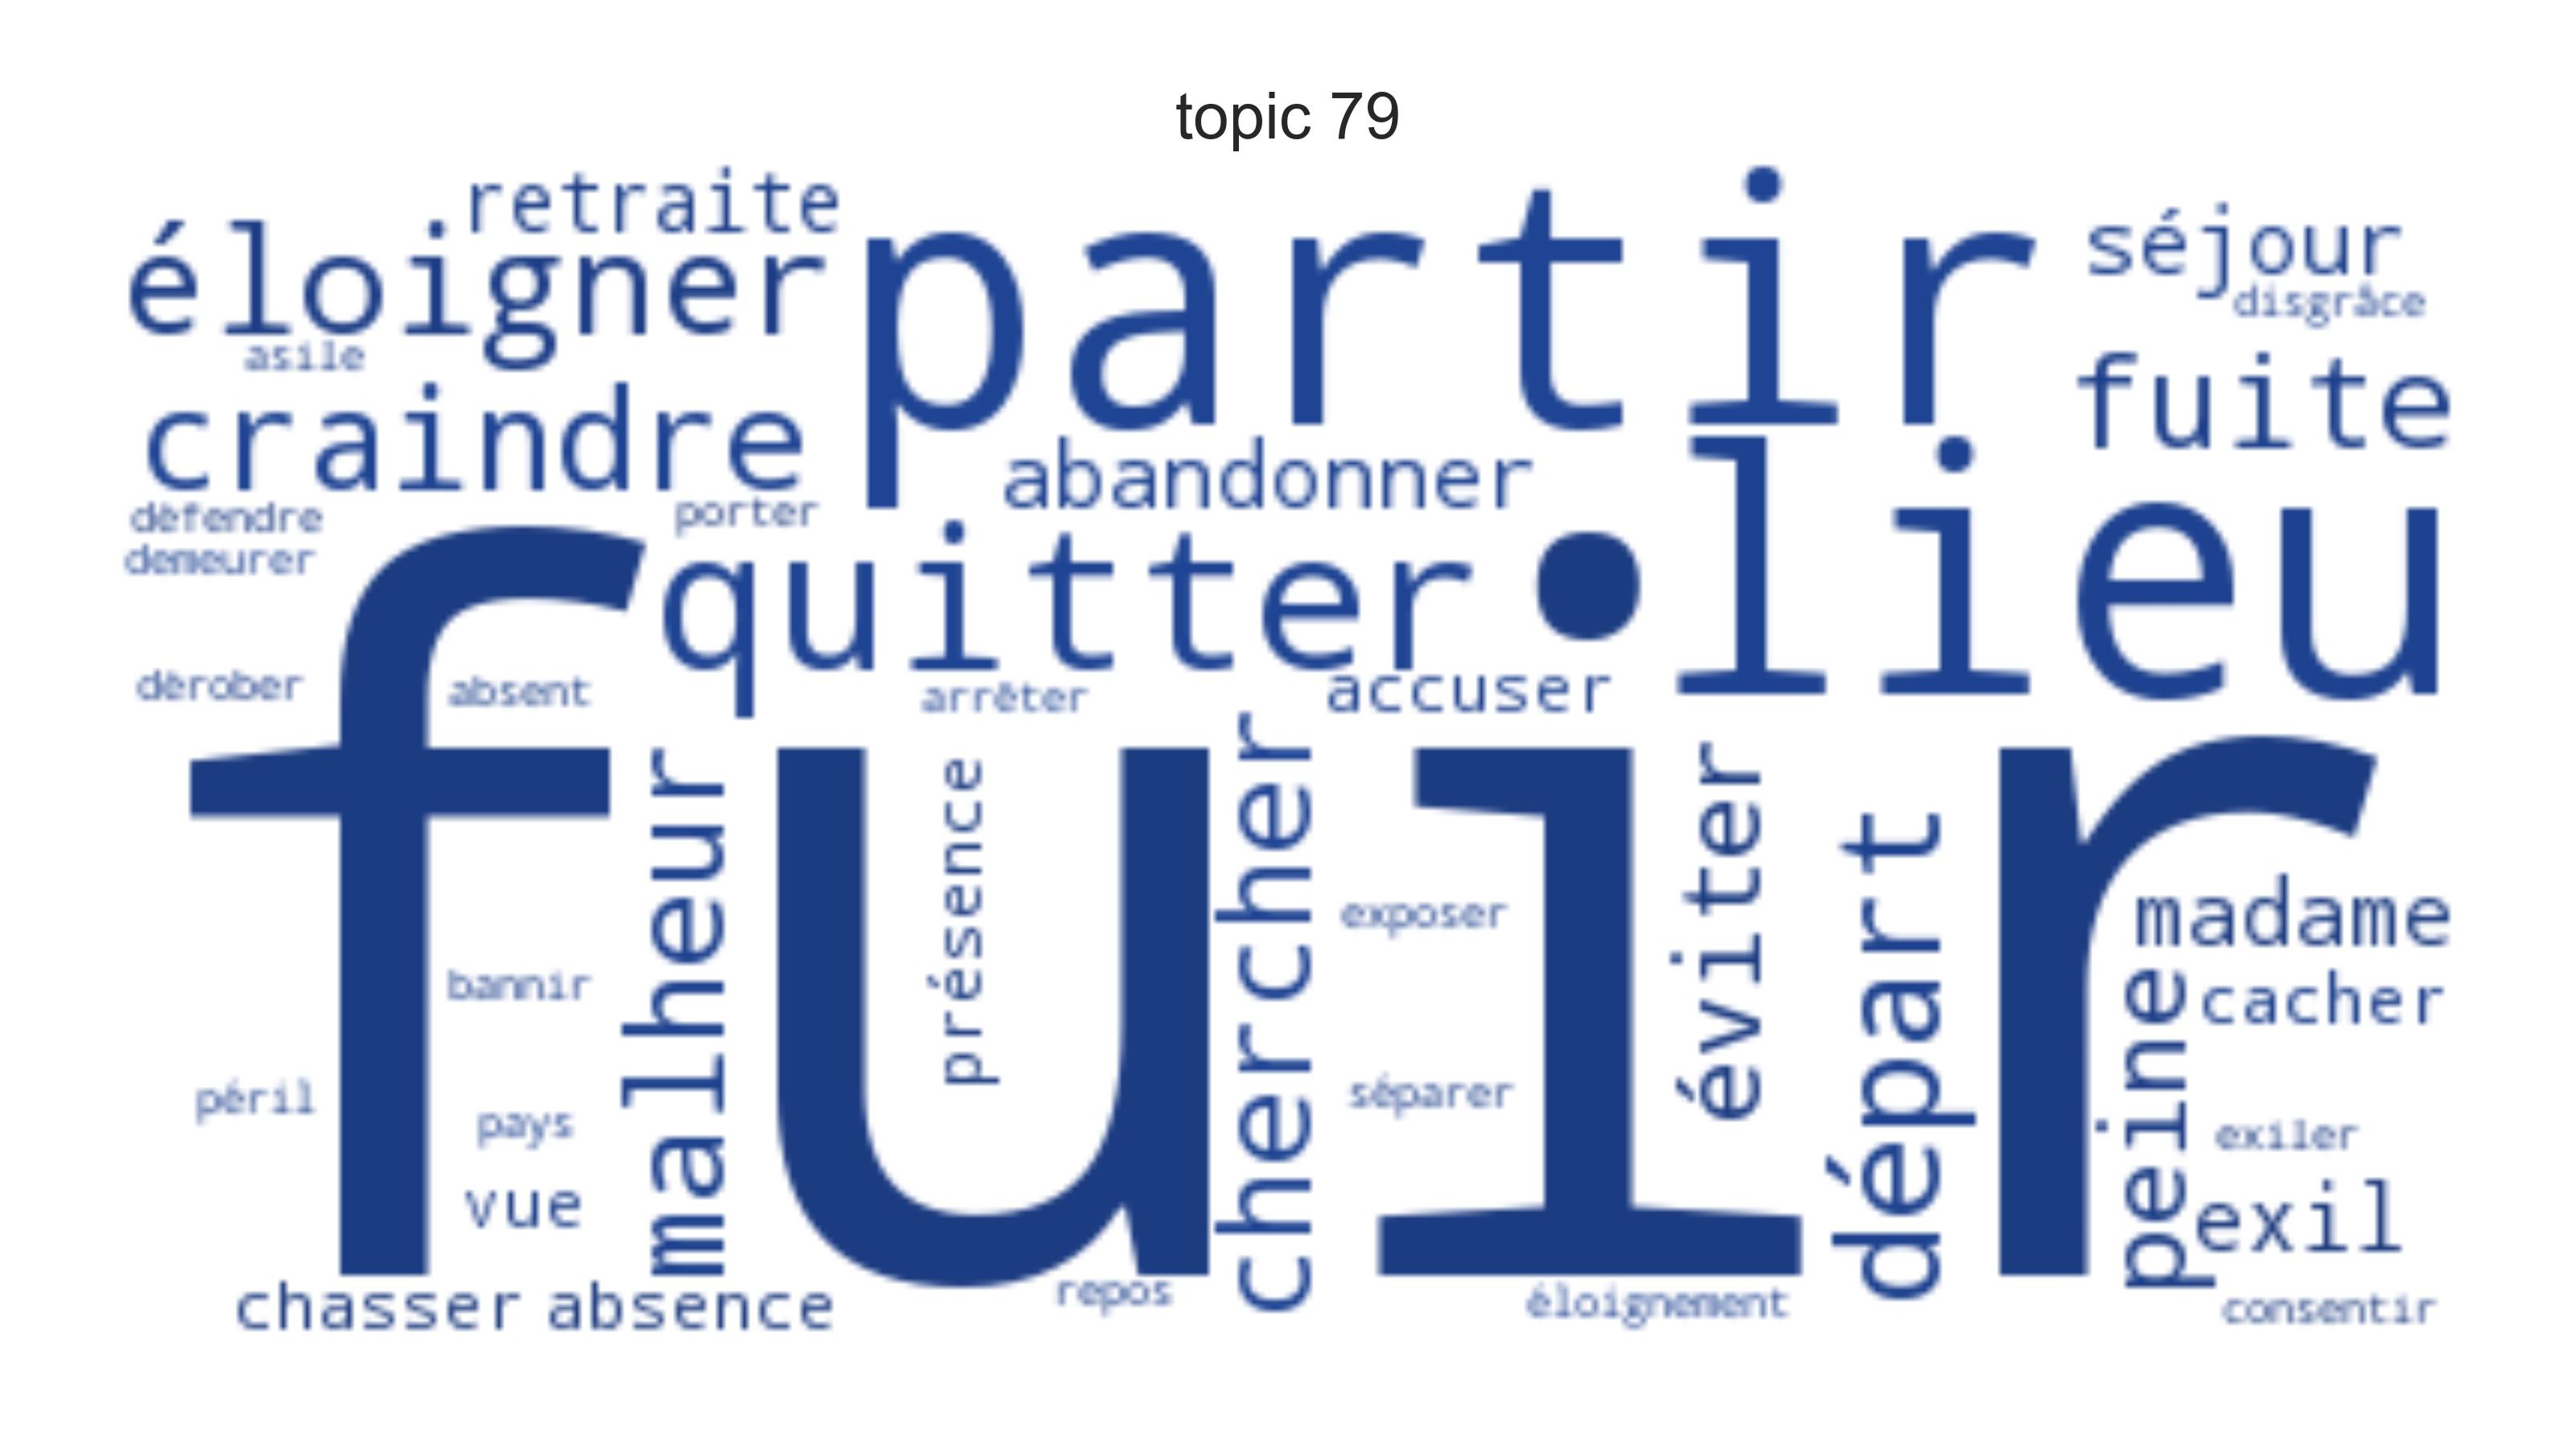 topic 79
retraite
partir
séjour
éloigner
disgrâce
asile
fuite
craindre
abandonner
lieu
défendre
porter
demeurer
quitter
dérober
absent
arrêter
accuser
fuir
malheur
présence
chercher
exposer
éviter
départ
madame
bannir
cacher
peine
péril
pays
séparer
exiler
vue
exil
chasser
absence
repos
éloignement
consentir